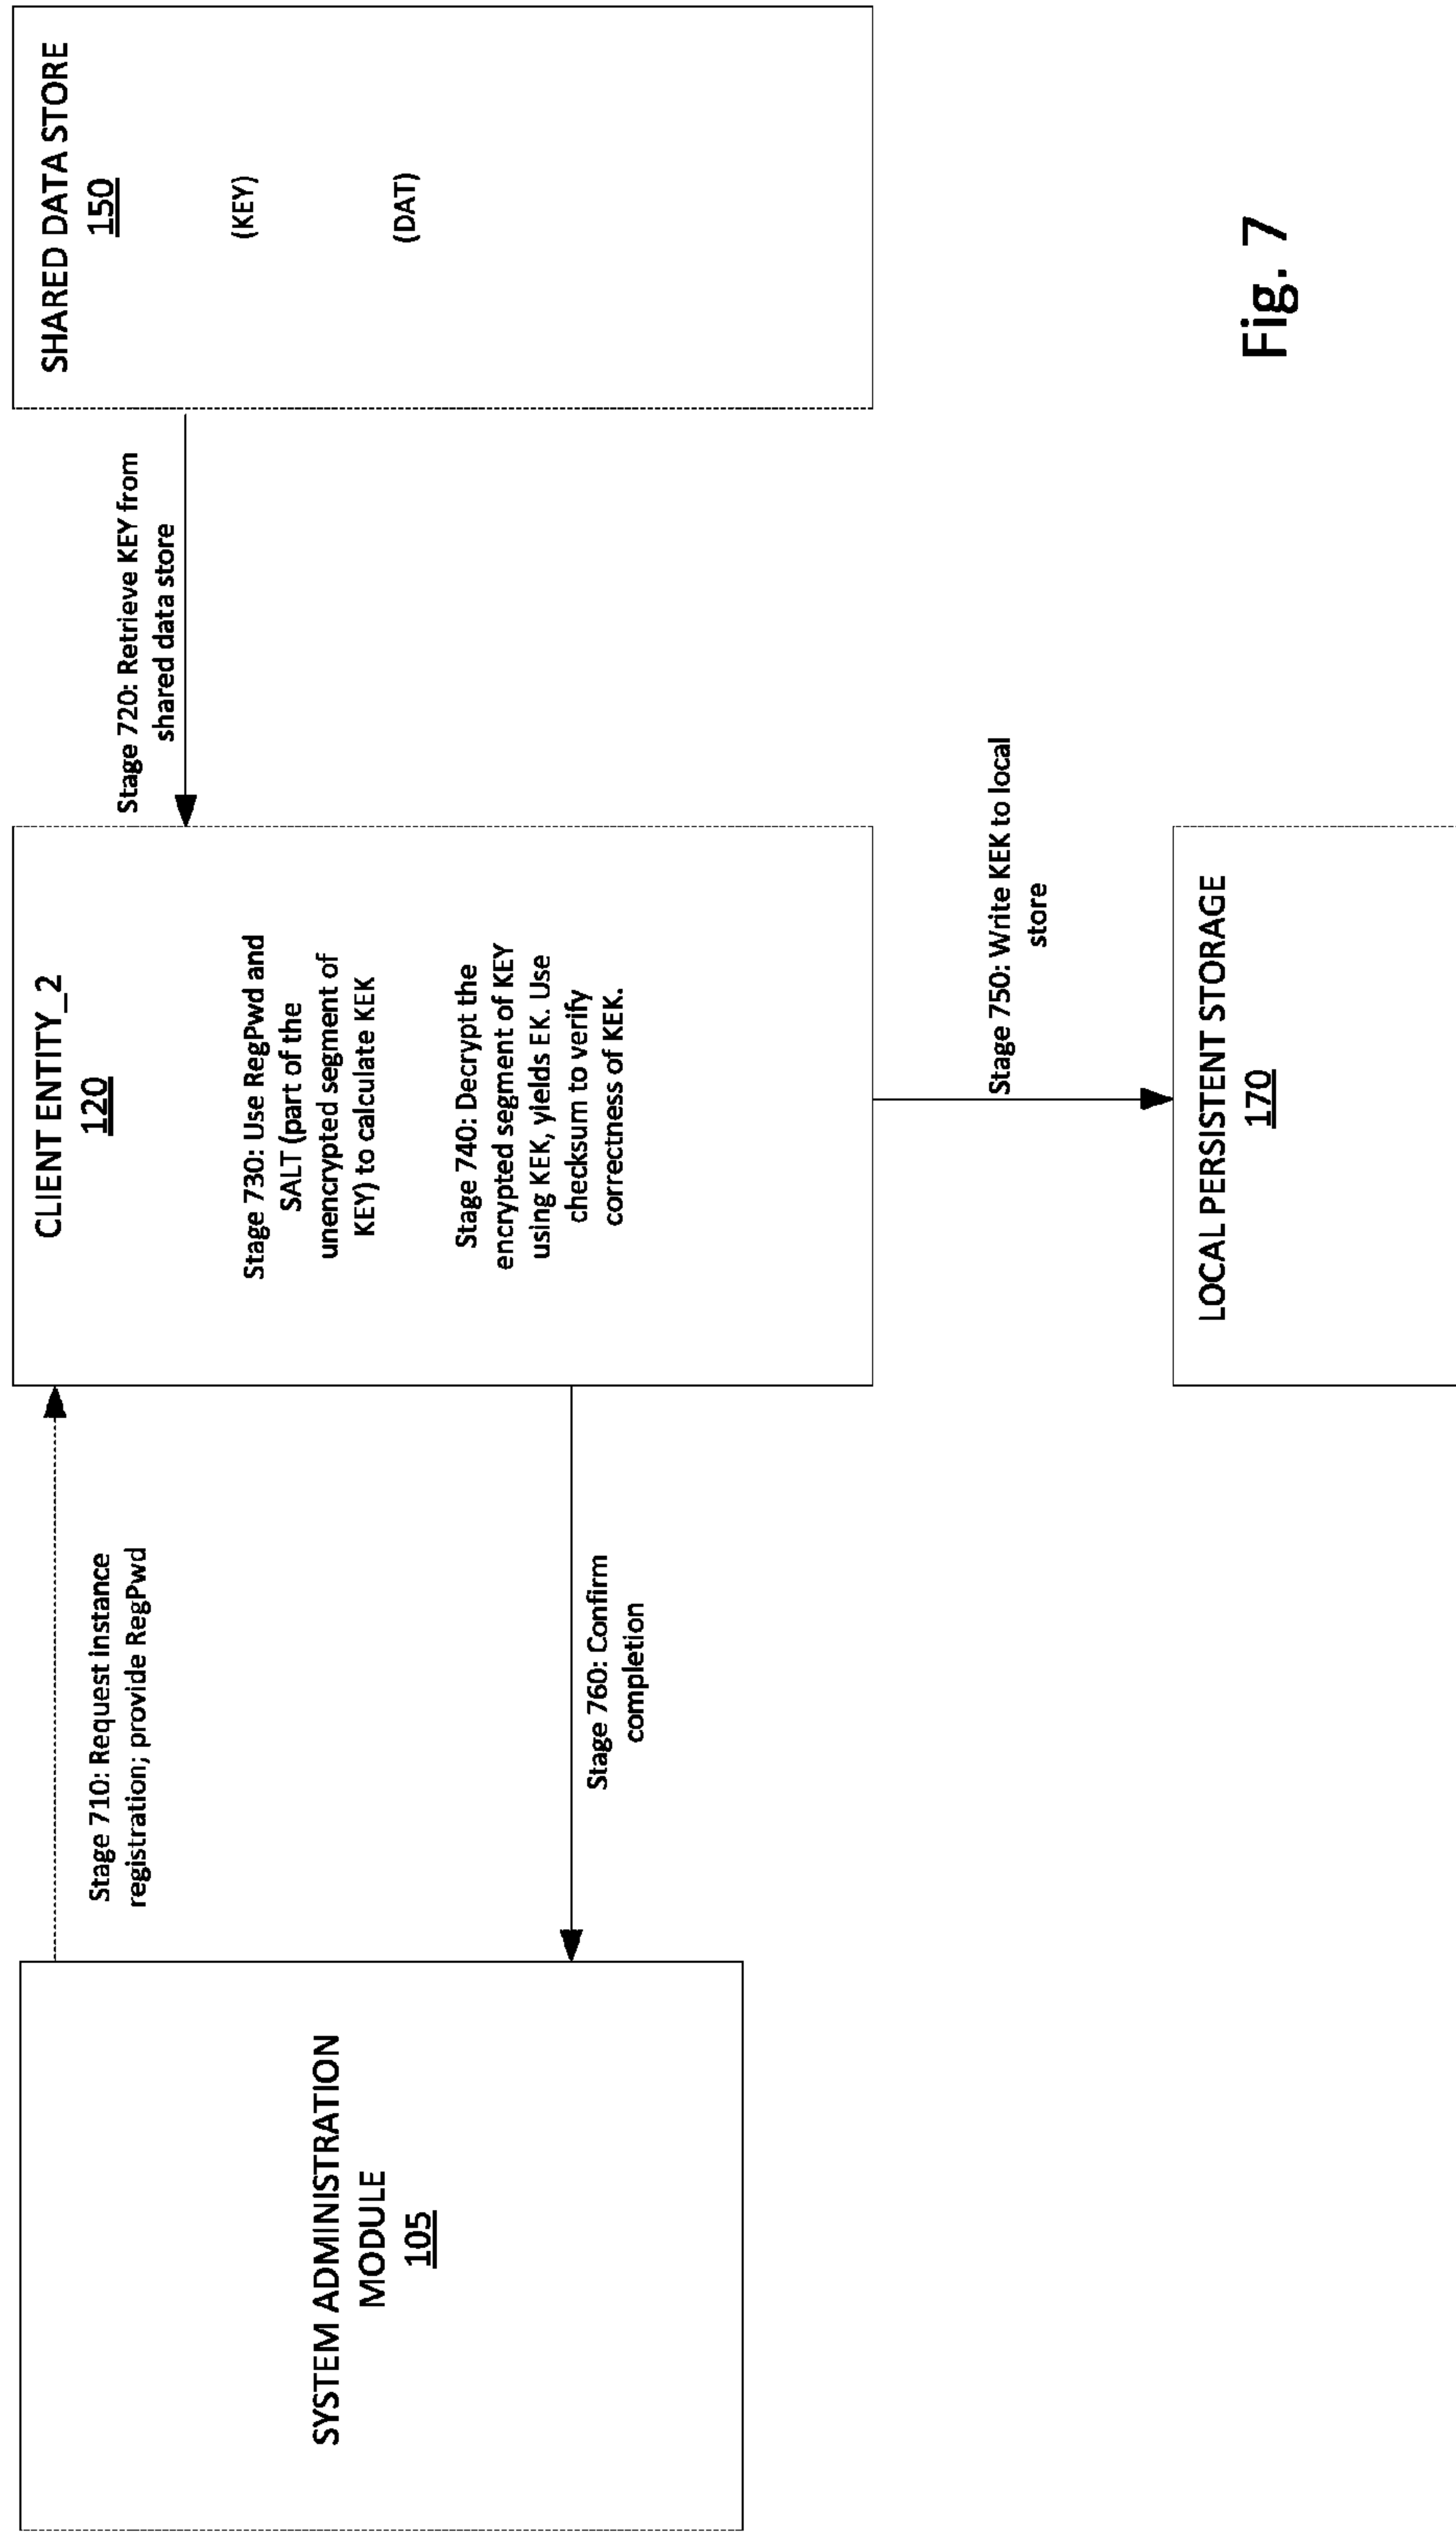 SYSTEM ADMINISTRATION
MODULE
105
Stage 710: Request instance
registration; provide RegPwd
Stage 760: Confirm
completion
CLIENT ENTITY_2
120
Stage 730: Use RegPwd and
SALT (part of the
unencrypted segment of
KEY) to calculate KEK
Stage 740: Decrypt the
encrypted segment of KEY
using KEK, yields EK. Use
checksum to verify
correctness of KEK.
Stage 720: Retrieve KEY from
shared data store
SHARED DATA STORE
150
(KEY)
(DAT)
Stage 750: Write KEK to local
store
LOCAL PERSISTENT STORAGE
170
Fig. 7